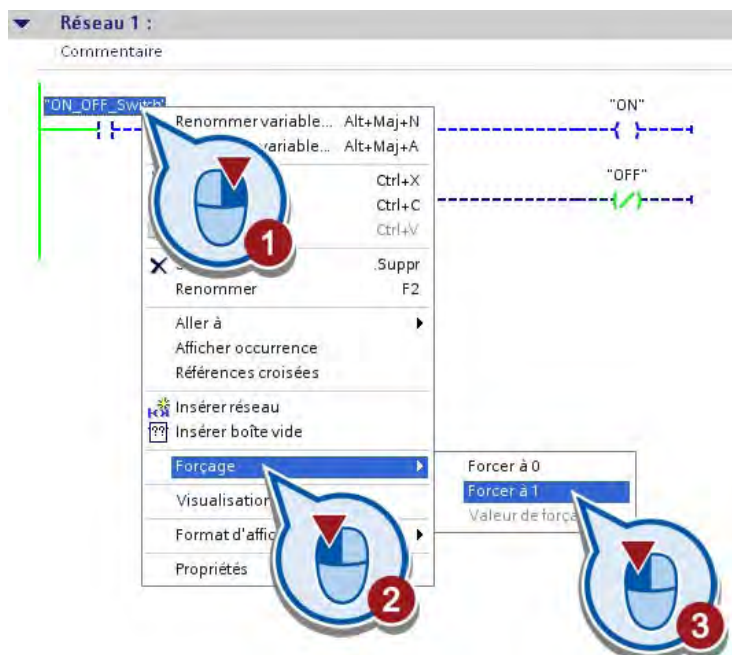 Réseau 1 :
Commentaire
"ON_OFF_Switch"
"ON"
"OFF"
Renommer variable... Alt+Maj+N
variable... Alt+Maj+A
Ctrl+X
Ctrl+C
Ctrl+V
Suppr
Renommer F2
Aller à
Afficher occurrence
Références croisées
Insérer réseau
?? Insérer boîte vide
Forçage
Visualisation
Format d'affic
Propriétés
Forcer à 0
Forcer à 1
Valeur de força
1
2
3